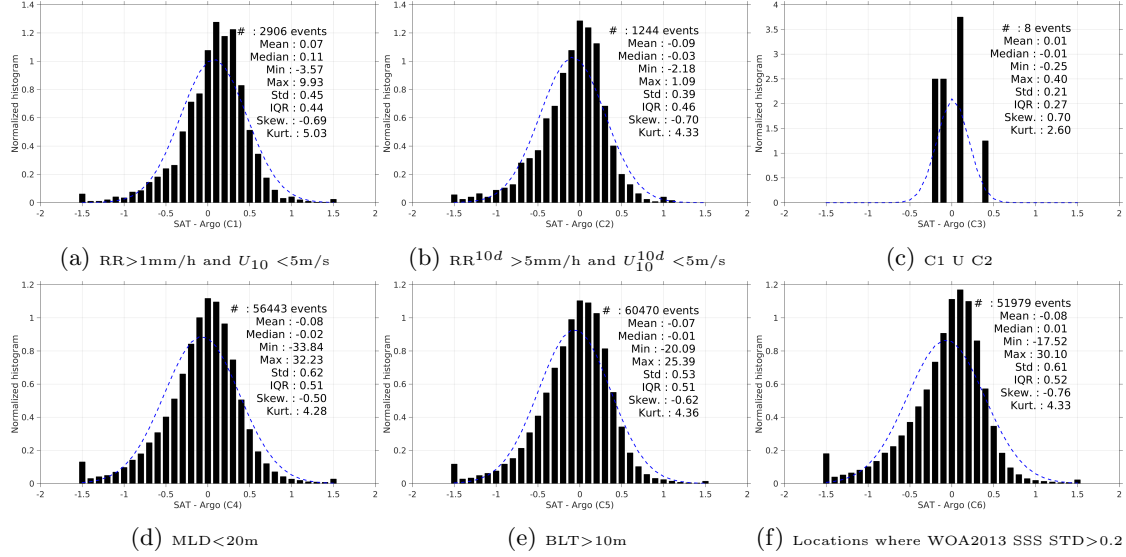 Normalized histogram
1.4
1.2
1
0.8
0.6
0.4
0.2
0
-2
-1.5
-1
-0.5
0
0.5
1
1.5
2
# : 2906 events
Mean : 0.07
Median : 0.11
Min : -3.57
Max : 9.93
Std : 0.45
IQR : 0.44
Skew. : -0.69
Kurt. : 5.03
SAT - Argo (C1)
(a) RR>1mm/h and U10 <5m/s
Normalized histogram
1.4
1.2
1
0.8
0.6
0.4
0.2
0
-2
-1.5
-1
-0.5
0
0.5
1
1.5
2
# : 1244 events
Mean : -0.09
Median : -0.03
Min : -2.18
Max : 1.09
Std : 0.39
IQR : 0.46
Skew. : -0.70
Kurt. : 4.33
SAT - Argo (C2)
(b) RR10d >5mm/h and U10d10 <5m/s
Normalized histogram
4
3.5
3
2.5
2
1.5
1
0.5
0
-2
-1.5
-1
-0.5
0
0.5
1
1.5
2
# : 8 events
Mean : 0.01
Median : -0.01
Min : -0.25
Max : 0.40
Std : 0.21
IQR : 0.27
Skew. : 0.70
Kurt. : 2.60
SAT - Argo (C3)
(c) C1 U C2
Normalized histogram
1.2
1
0.8
0.6
0.4
0.2
0
-2
-1.5
-1
-0.5
0
0.5
1
1.5
2
# : 56443 events
Mean : -0.08
Median : -0.02
Min : -33.84
Max : 32.23
Std : 0.62
IQR : 0.51
Skew. : -0.50
Kurt. : 4.28
SAT - Argo (C4)
(d) MLD<20m
Normalized histogram
1.2
1
0.8
0.6
0.4
0.2
0
-2
-1.5
-1
-0.5
0
0.5
1
1.5
2
# : 60470 events
Mean : -0.07
Median : -0.01
Min : -20.09
Max : 25.39
Std : 0.53
IQR : 0.51
Skew. : -0.62
Kurt. : 4.36
SAT - Argo (C5)
(e) BLT>10m
Normalized histogram
1.2
1
0.8
0.6
0.4
0.2
0
-2
-1.5
-1
-0.5
0
0.5
1
1.5
2
# : 51979 events
Mean : -0.08
Median : 0.01
Min : -17.52
Max : 30.10
Std : 0.61
IQR : 0.52
Skew. : -0.76
Kurt. : 4.33
SAT - Argo (C6)
(f) Locations where WOA2013 SSS STD>0.2